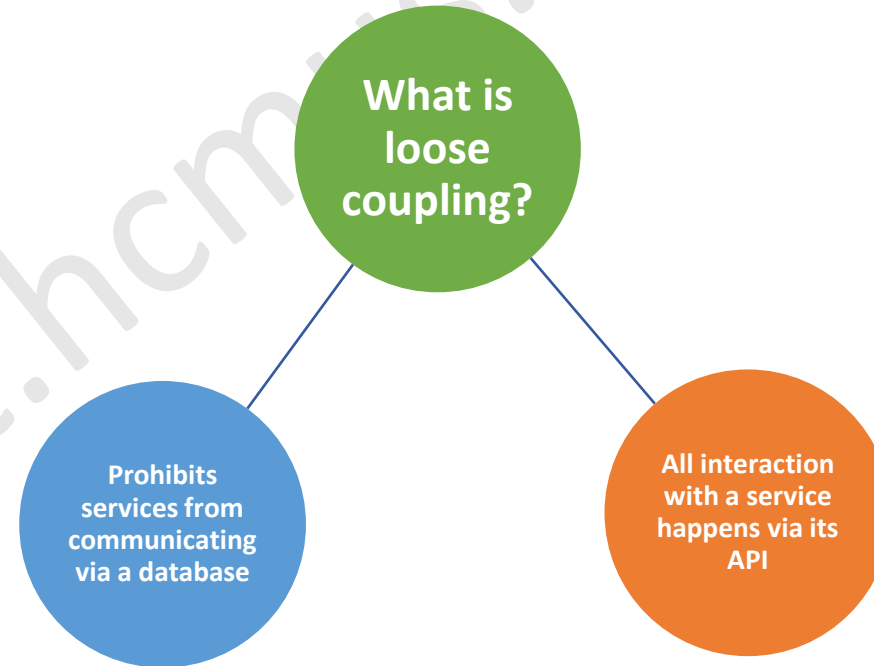 What is
loose
coupling?
Prohibits
services from
communicating
via a database
All interaction
with a service
happens via its
API